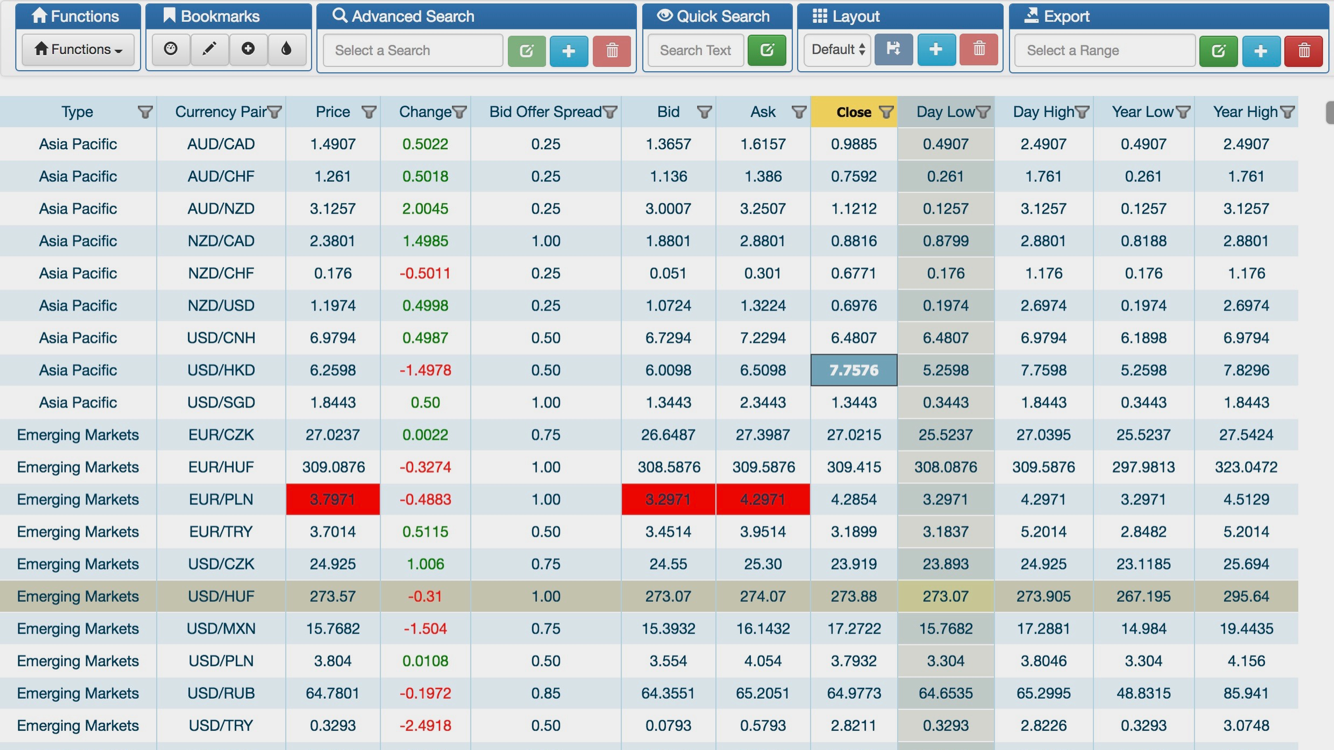 Functions Bookmarks Advanced Search Quick Search Layout Export
Functions Select a Search Search Text Default Select a Range
Type Currency Pair Price Change Bid Offer Spread Bid Ask Close Day Low Day High Year Low Year High
Asia Pacific AUD/CAD 1.4907 0.5022 0.25 1.3657 1.6157 0.9885 0.4907 2.4907 0.4907 2.4907
Asia Pacific AUD/CHF 1.261 0.5018 0.25 1.136 1.386 0.7592 0.261 1.761 0.261 1.761
Asia Pacific AUD/NZD 3.1257 2.0045 0.25 3.0007 3.2507 1.1212 0.1257 3.1257 0.1257 3.1257
Asia Pacific NZD/CAD 2.3801 1.4985 1.00 1.8801 2.8801 0.8816 0.8799 2.8801 0.8188 2.8801
Asia Pacific NZD/CHF 0.176 -0.5011 0.25 0.051 0.301 0.6771 0.176 1.176 0.176 1.176
Asia Pacific NZD/USD 1.1974 0.4998 0.25 1.0724 1.3224 0.6976 0.1974 2.6974 0.1974 2.6974
Asia Pacific USD/CNH 6.9794 0.4987 0.50 6.7294 7.2294 6.4807 6.4807 6.9794 6.1898 6.9794
Asia Pacific USD/HKD 6.2598 -1.4978 0.50 6.0098 6.5098 7.7576 5.2598 7.7598 5.2598 7.8296
Asia Pacific USD/SGD 1.8443 0.50 1.00 1.3443 2.3443 1.3443 0.3443 1.8443 0.3443 1.8443
Emerging Markets EUR/CZK 27.0237 0.0022 0.75 26.6487 27.3987 27.0215 25.5237 27.0395 25.5237 27.5424
Emerging Markets EUR/HUF 309.0876 -0.3274 1.00 308.5876 309.5876 309.415 308.0876 309.5876 297.9813 323.0472
Emerging Markets EUR/PLN 3.7971 -0.4883 1.00 3.2971 4.2971 4.2854 3.2971 4.2971 3.2971 4.5129
Emerging Markets EUR/TRY 3.7014 0.5115 0.50 3.4514 3.9514 3.1899 3.1837 5.2014 2.8482 5.2014
Emerging Markets USD/CZK 24.925 1.006 0.75 24.55 25.30 23.919 23.893 24.925 23.1185 25.694
Emerging Markets USD/HUF 273.57 -0.31 1.00 273.07 274.07 273.88 273.07 273.905 267.195 295.64
Emerging Markets USD/MXN 15.7682 -1.504 0.75 15.3932 16.1432 17.2722 15.7682 17.2881 14.984 19.4435
Emerging Markets USD/PLN 3.804 0.0108 0.50 3.554 4.054 3.7932 3.304 3.8046 3.304 4.156
Emerging Markets USD/RUB 64.7801 -0.1972 0.85 64.3551 65.2051 64.9773 64.6535 65.2995 48.8315 85.941
Emerging Markets USD/TRY 0.3293 -2.4918 0.50 0.0793 0.5793 2.8211 0.3293 2.8226 0.3293 3.0748